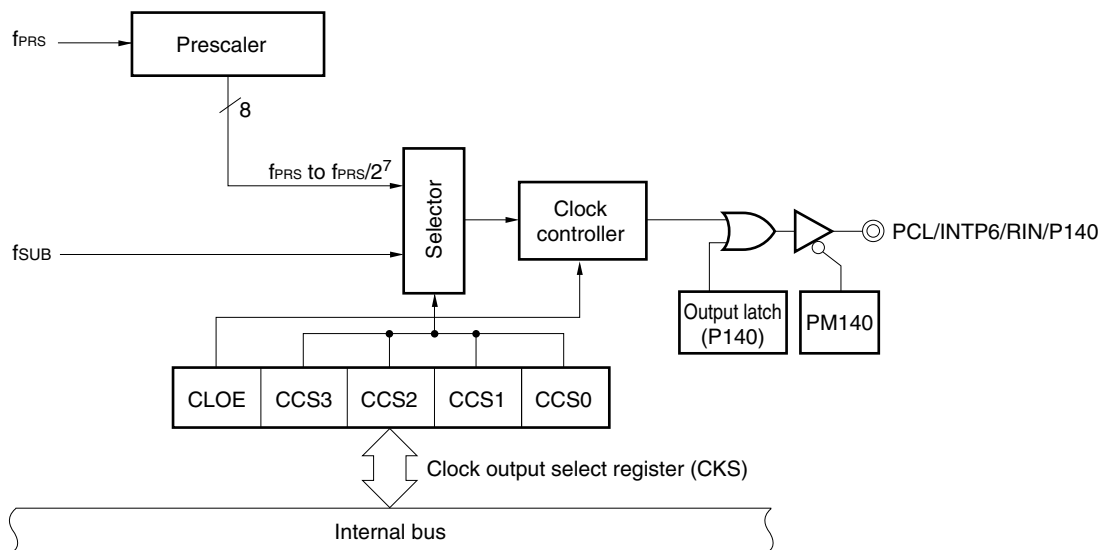 fPRS
Prescaler
8
fPRS to fPRS/2⁷
Selector
Clock
controller
PCL/INTP6/RIN/P140
fSUB
Output latch
(P140)
PM140
CLOE CCS3 CCS2 CCS1 CCS0
Clock output select register (CKS)
Internal bus